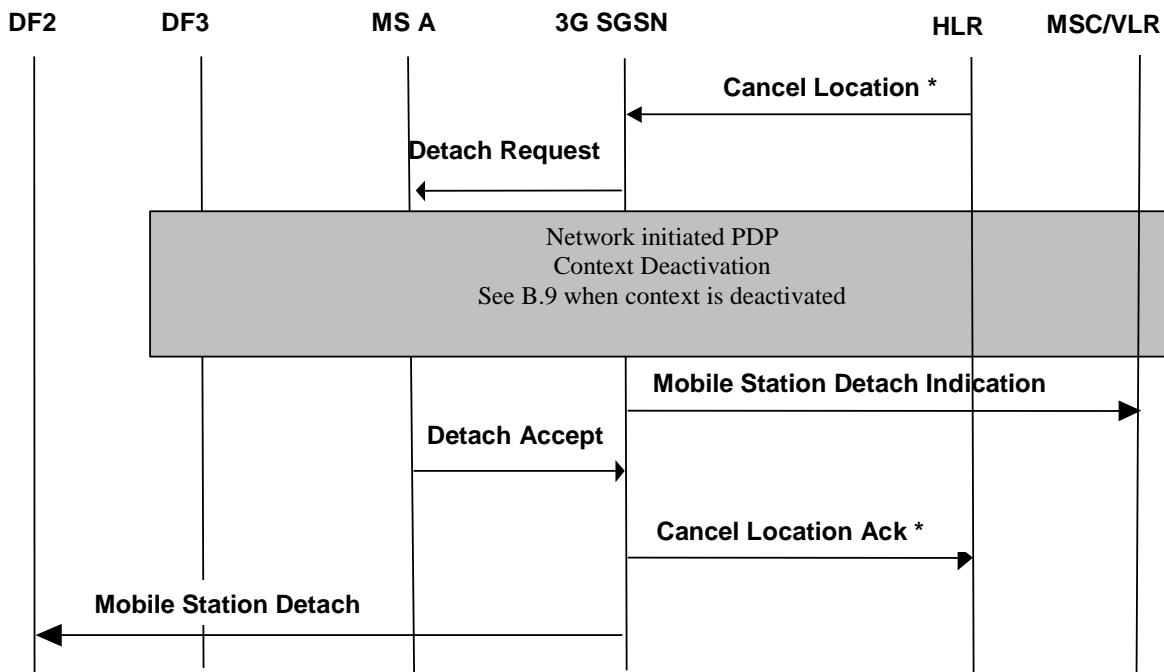 DF2 DF3 MS A 3G SGSN HLR MSC/VLR
Cancel Location *
Detach Request
Network initiated PDP
Context Deactivation
See B.9 when context is deactivated
Mobile Station Detach Indication
Detach Accept
Cancel Location Ack *
Mobile Station Detach